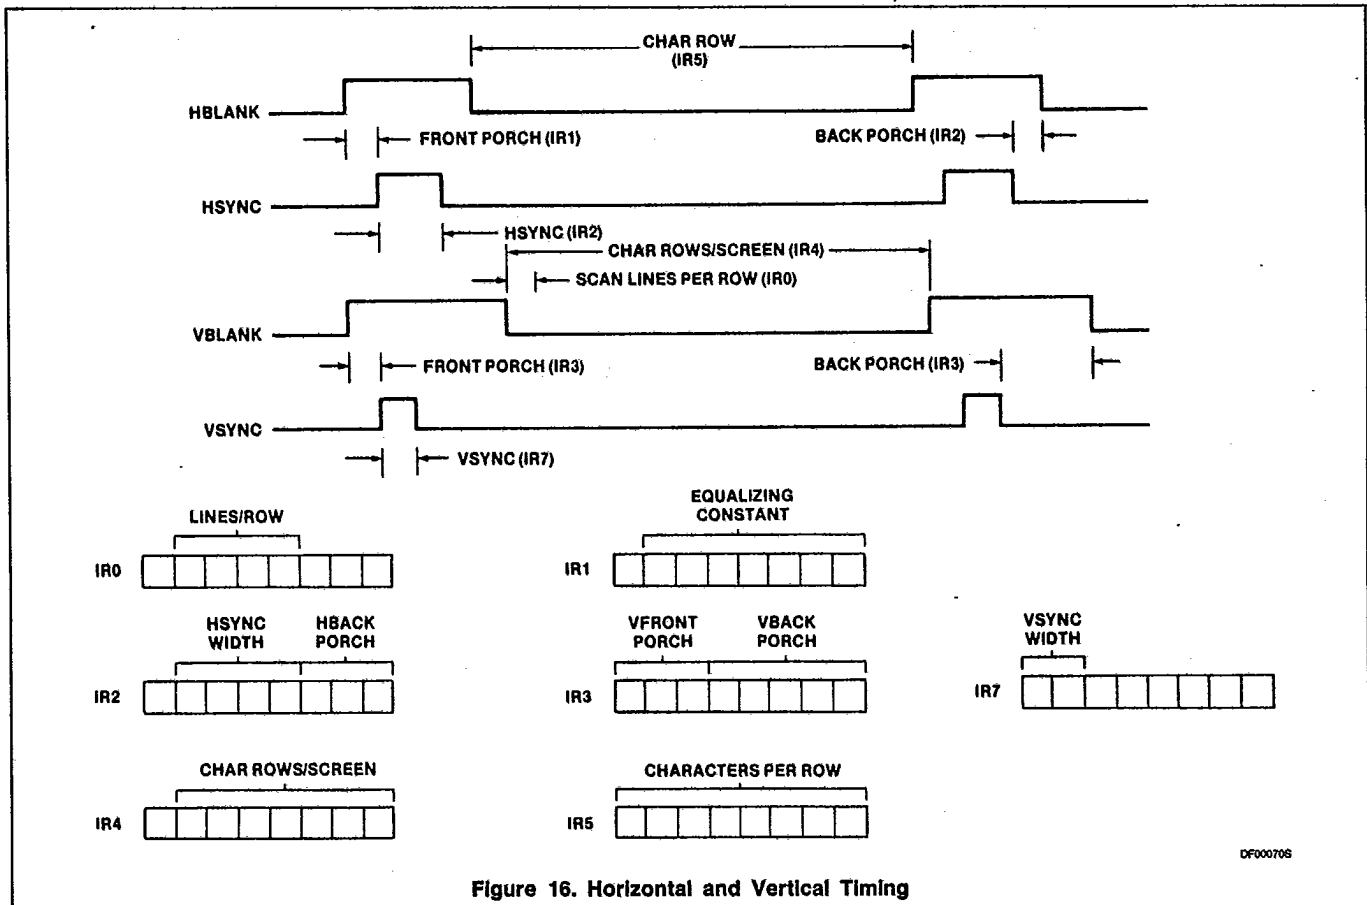 CHAR ROW
(IR5)
HBLANK
FRONT PORCH (IR1)
BACK PORCH (IR2)
HSYNC
HSYNC (IR2)
CHAR ROWS/SCREEN (IR4)
SCAN LINES PER ROW (IR0)
VBLANK
FRONT PORCH (IR3)
BACK PORCH (IR3)
VSYNC
VSYNC (IR7)
LINES/ROW
IR0
EQUALIZING
CONSTANT
IR1
HSYNC
WIDTH
HBACK
PORCH
IR2
VFRONT
PORCH
VBACK
PORCH
IR3
VSYNC
WIDTH
IR7
CHAR ROWS/SCREEN
IR4
CHARACTERS PER ROW
IR5
DF00070S
Figure 16. Horizontal and Vertical Timing